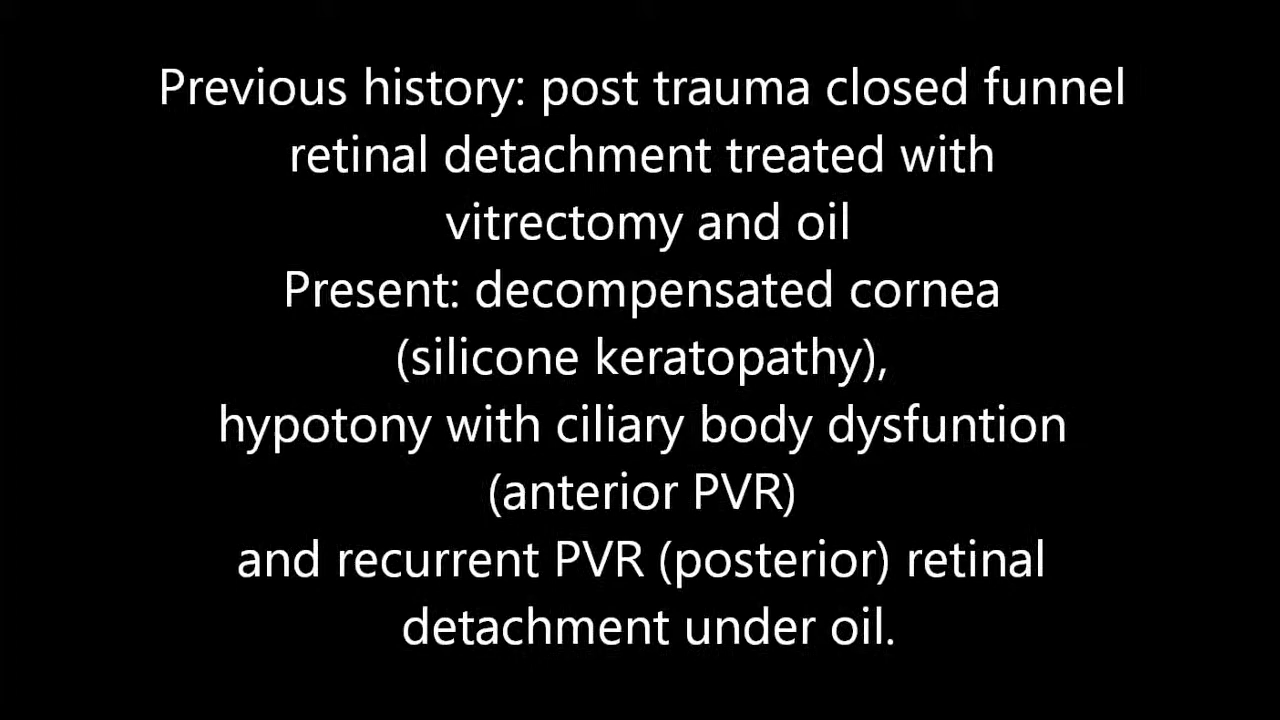 Previous history: post trauma closed funnel
retinal detachment treated with
vitrectomy and oil
Present: decompensated cornea
(silicone keratopathy),
hypotony with ciliary body dysfuntion
(anterior PVR)
and recurrent PVR (posterior) retinal
detachment under oil.